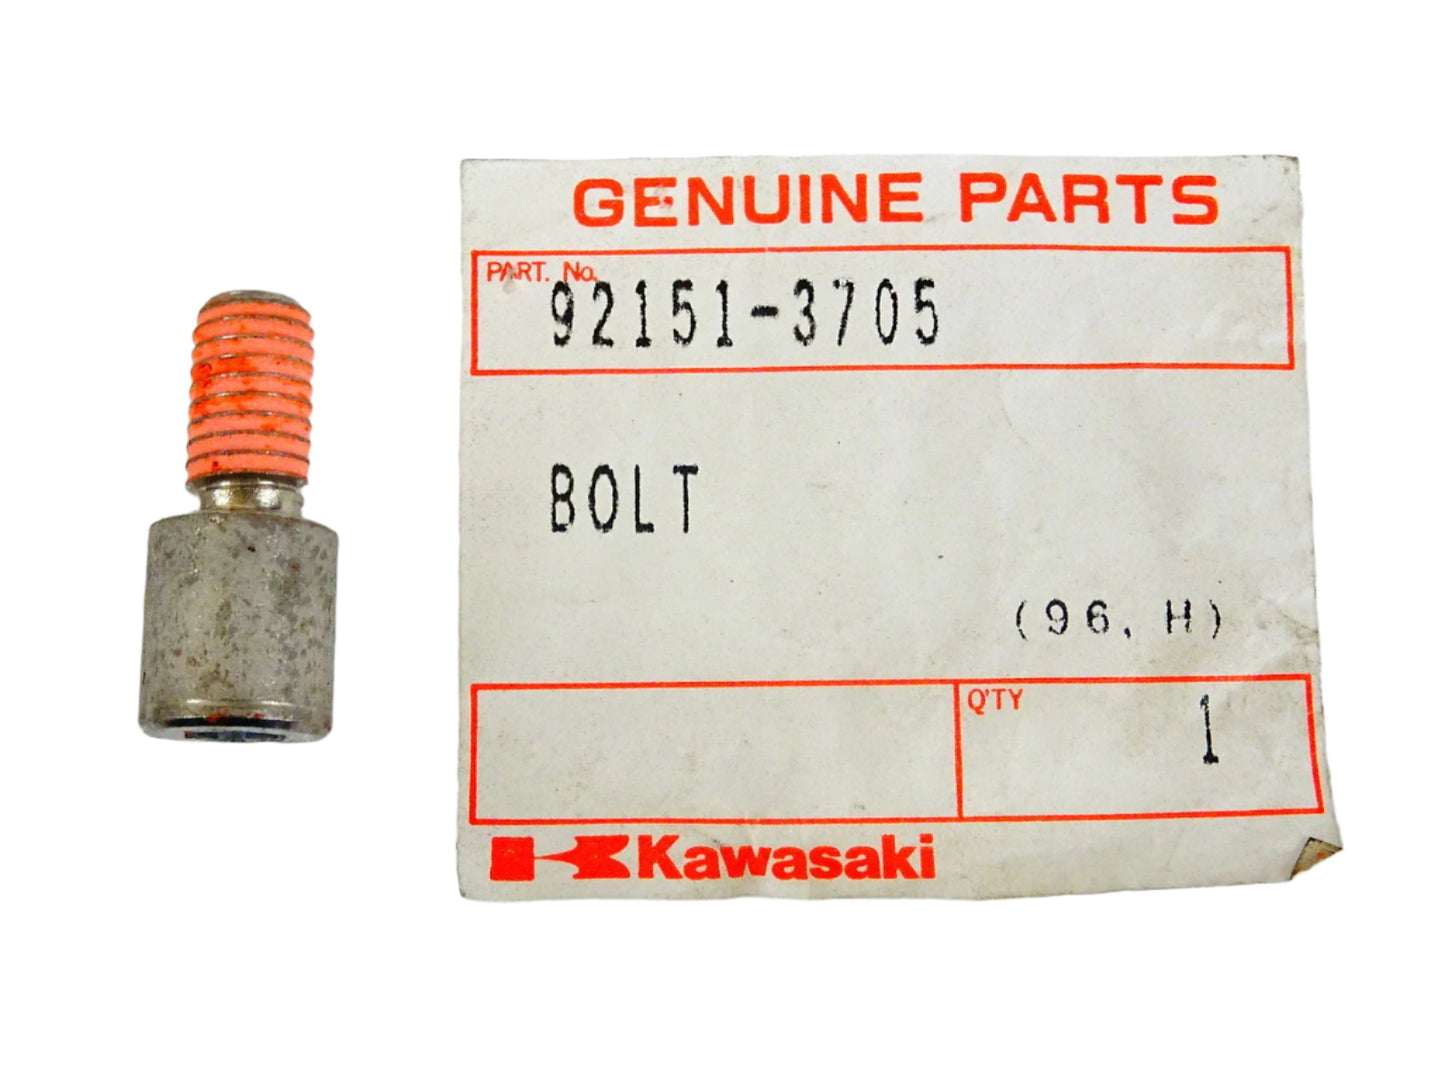 GENUINE PARTS
PART. No.
92151-3705
BOLT
(96, H)
Q'TY
1
Kawasaki